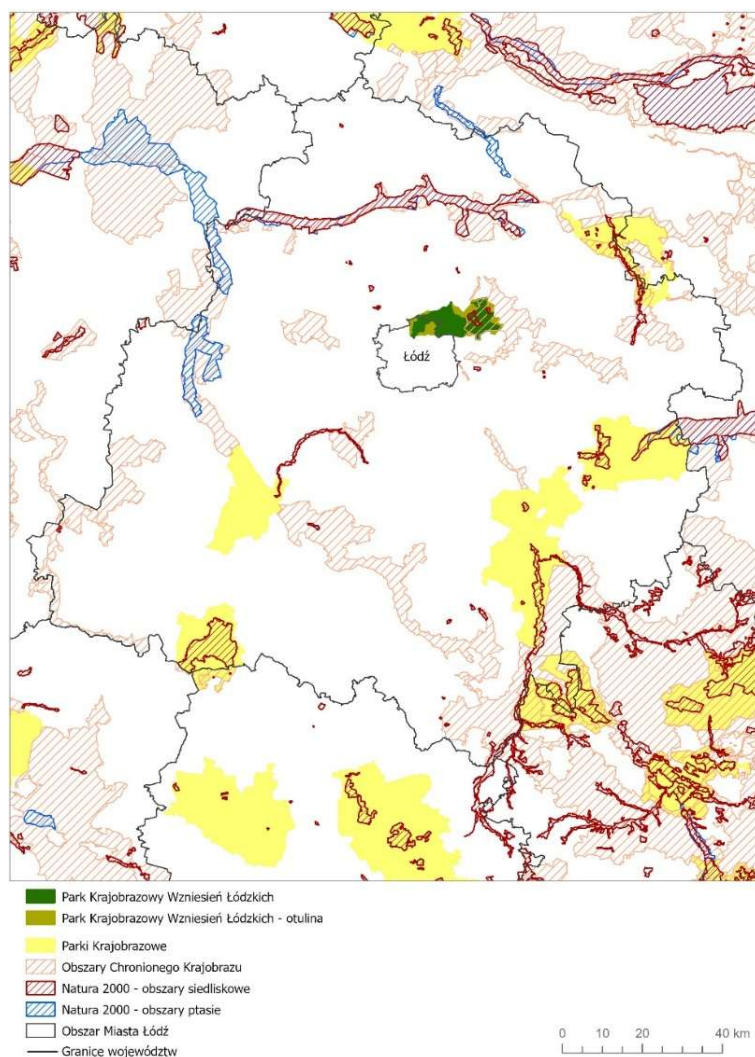 Łódź
Park Krajobrazowy Wzniesień Łódzkich
Park Krajobrazowy Wzniesień Łódzkich - otulina
Parki Krajobrazowe
Obszary Chronionego Krajobrazu
Natura 2000 - obszary siedliskowe
Natura 2000 - obszary ptasie
Obszar Miasta Łódź
Granice województw
0 10 20 40 km